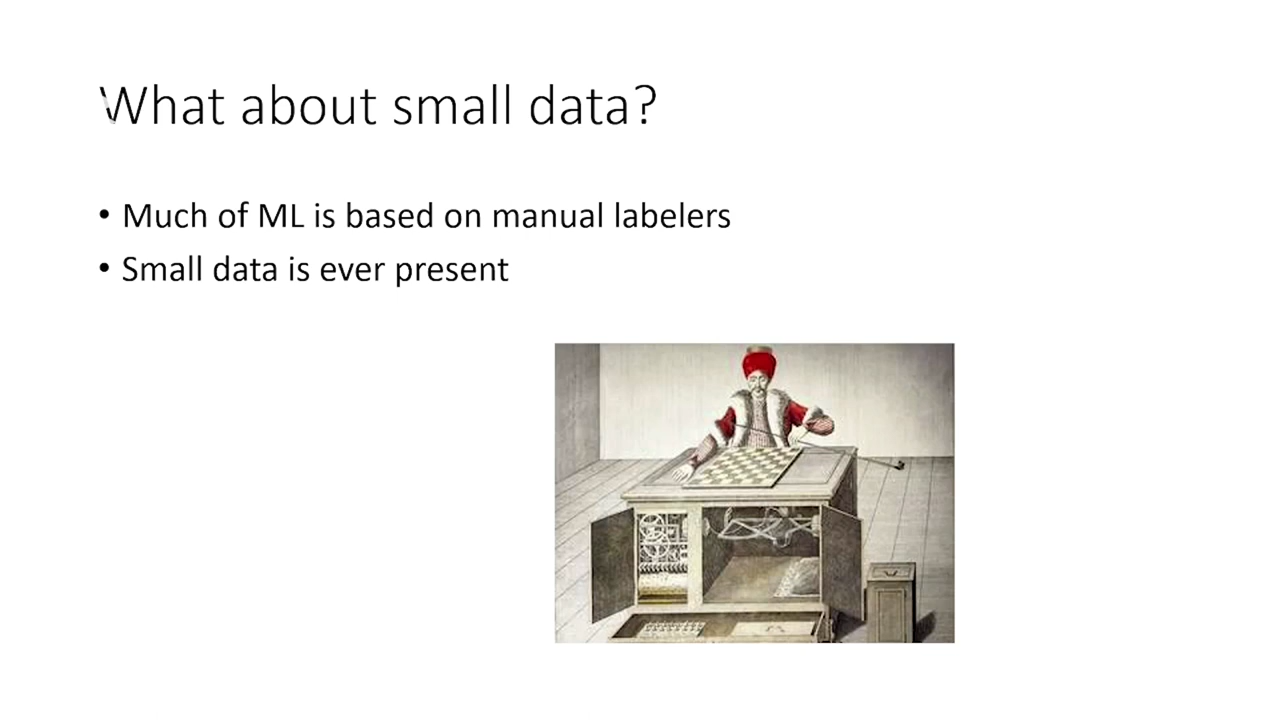 What about small data?
• Much of ML is based on manual labelers
• Small data is ever present